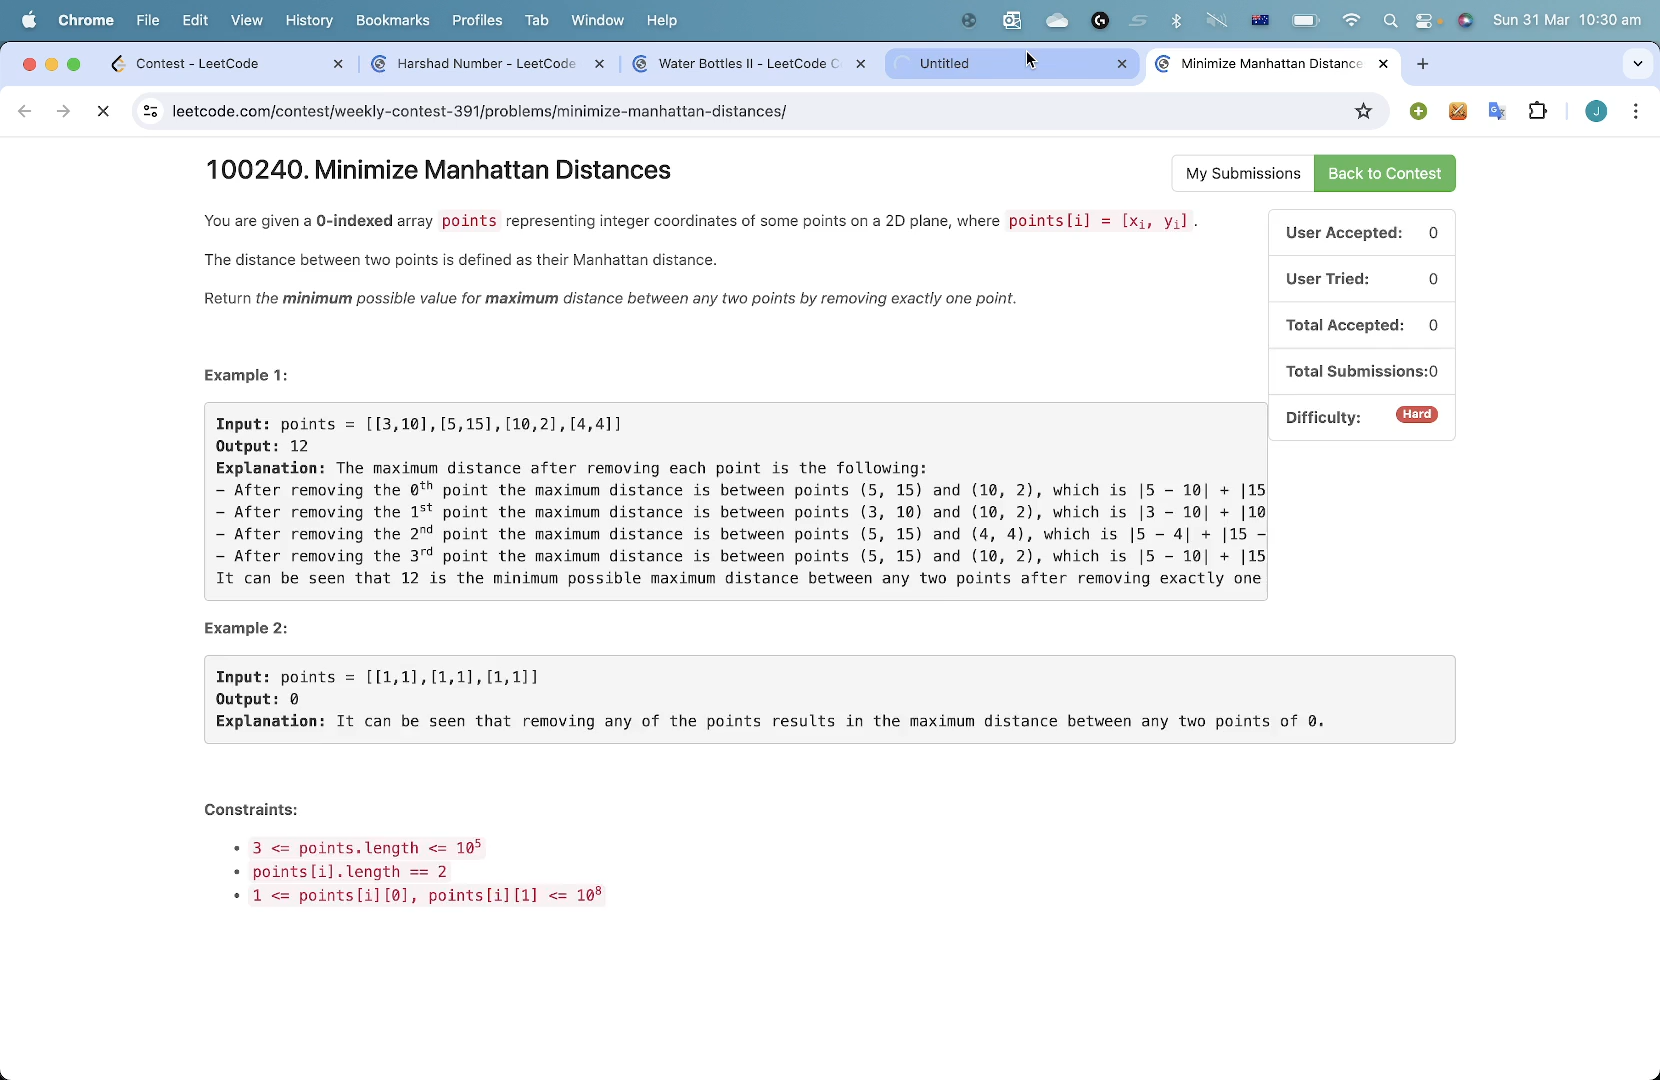 Chrome File Edit View History Bookmarks Profiles Tab Window Help Sun 31 Mar 10:30 am
Contest - LeetCode Harshad Number - LeetCode Water Bottles II - LeetCode Untitled Minimize Manhattan Distance
leetcode.com/contest/weekly-contest-391/problems/minimize-manhattan-distances/ J
100240. Minimize Manhattan Distances My Submissions Back to Contest
You are given a 0-indexed array points representing integer coordinates of some points on a 2D plane, where points[i] = [xi, yi].
The distance between two points is defined as their Manhattan distance.
Return the minimum possible value for maximum distance between any two points by removing exactly one point.
User Accepted: 0
User Tried: 0
Total Accepted: 0
Total Submissions:0
Difficulty: Hard
Example 1:
Input: points = [[3,10],[5,15],[10,2],[4,4]]
Output: 12
Explanation: The maximum distance after removing each point is the following:
- After removing the 0th point the maximum distance is between points (5, 15) and (10, 2), which is |5 - 10| + |15
- After removing the 1st point the maximum distance is between points (3, 10) and (10, 2), which is |3 - 10| + |10
- After removing the 2nd point the maximum distance is between points (5, 15) and (4, 4), which is |5 - 4| + |15 -
- After removing the 3rd point the maximum distance is between points (5, 15) and (10, 2), which is |5 - 10| + |15
It can be seen that 12 is the minimum possible maximum distance between any two points after removing exactly one
Example 2:
Input: points = [[1,1],[1,1],[1,1]]
Output: 0
Explanation: It can be seen that removing any of the points results in the maximum distance between any two points of 0.
Constraints:
• 3 <= points.length <= 10⁵
• points[i].length == 2
• 1 <= points[i][0], points[i][1] <= 10⁸